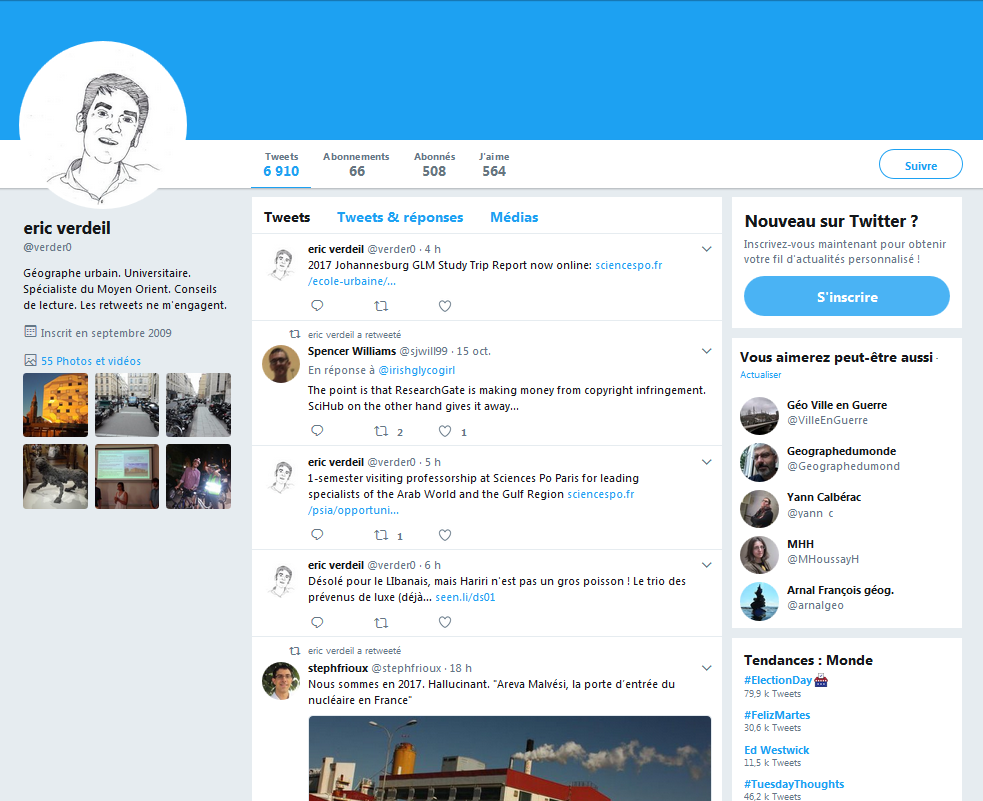 Tweets
6 910
Abonnements
66
Abonnés
508
J'aime
564
Suivre
eric verdeil
@verder0
Géographe urbain. Universitaire.
Spécialiste du Moyen Orient. Conseils
de lecture. Les retweets ne m'engagent.
Inscrit en septembre 2009
55 Photos et vidéos
Tweets
Tweets & réponses
Médias
eric verdeil @verder0 · 4 h
2017 Johannesburg GLM Study Trip Report now online: sciencespo.fr
/ecole-urbaine/...
eric verdeil a retweeté
Spencer Williams @sjwill99 · 15 oct.
En réponse à @irishglycogirl
The point is that ResearchGate is making money from copyright infringement.
SciHub on the other hand gives it away...
2
1
eric verdeil @verder0 · 5 h
1-semester visiting professorship at Sciences Po Paris for leading
specialists of the Arab World and the Gulf Region sciencespo.fr
/psia/opportuni...
1
eric verdeil @verder0 · 6 h
Désolé pour le LIbanais, mais Hariri n'est pas un gros poisson ! Le trio des
prévenus de luxe (déjà... seen.li/ds01
eric verdeil a retweeté
stephfrioux @stephfrioux · 18 h
Nous sommes en 2017. Hallucinant. "Areva Malvési, la porte d'entrée du
nucléaire en France"
Nouveau sur Twitter ?
Inscrivez-vous maintenant pour obtenir
votre fil d'actualités personnalisé !
S'inscrire
Vous aimerez peut-être aussi ·
Actualiser
Géo Ville en Guerre
@VilleEnGuerre
Geographedumonde
@Geographedumond
Yann Calbérac
@yann_c
MHH
@MHoussayH
Arnal François géog.
@arnalgeo
Tendances : Monde
#ElectionDay
79,9 k Tweets
#FelizMartes
30,6 k Tweets
Ed Westwick
11,5 k Tweets
#TuesdayThoughts
46,2 k Tweets